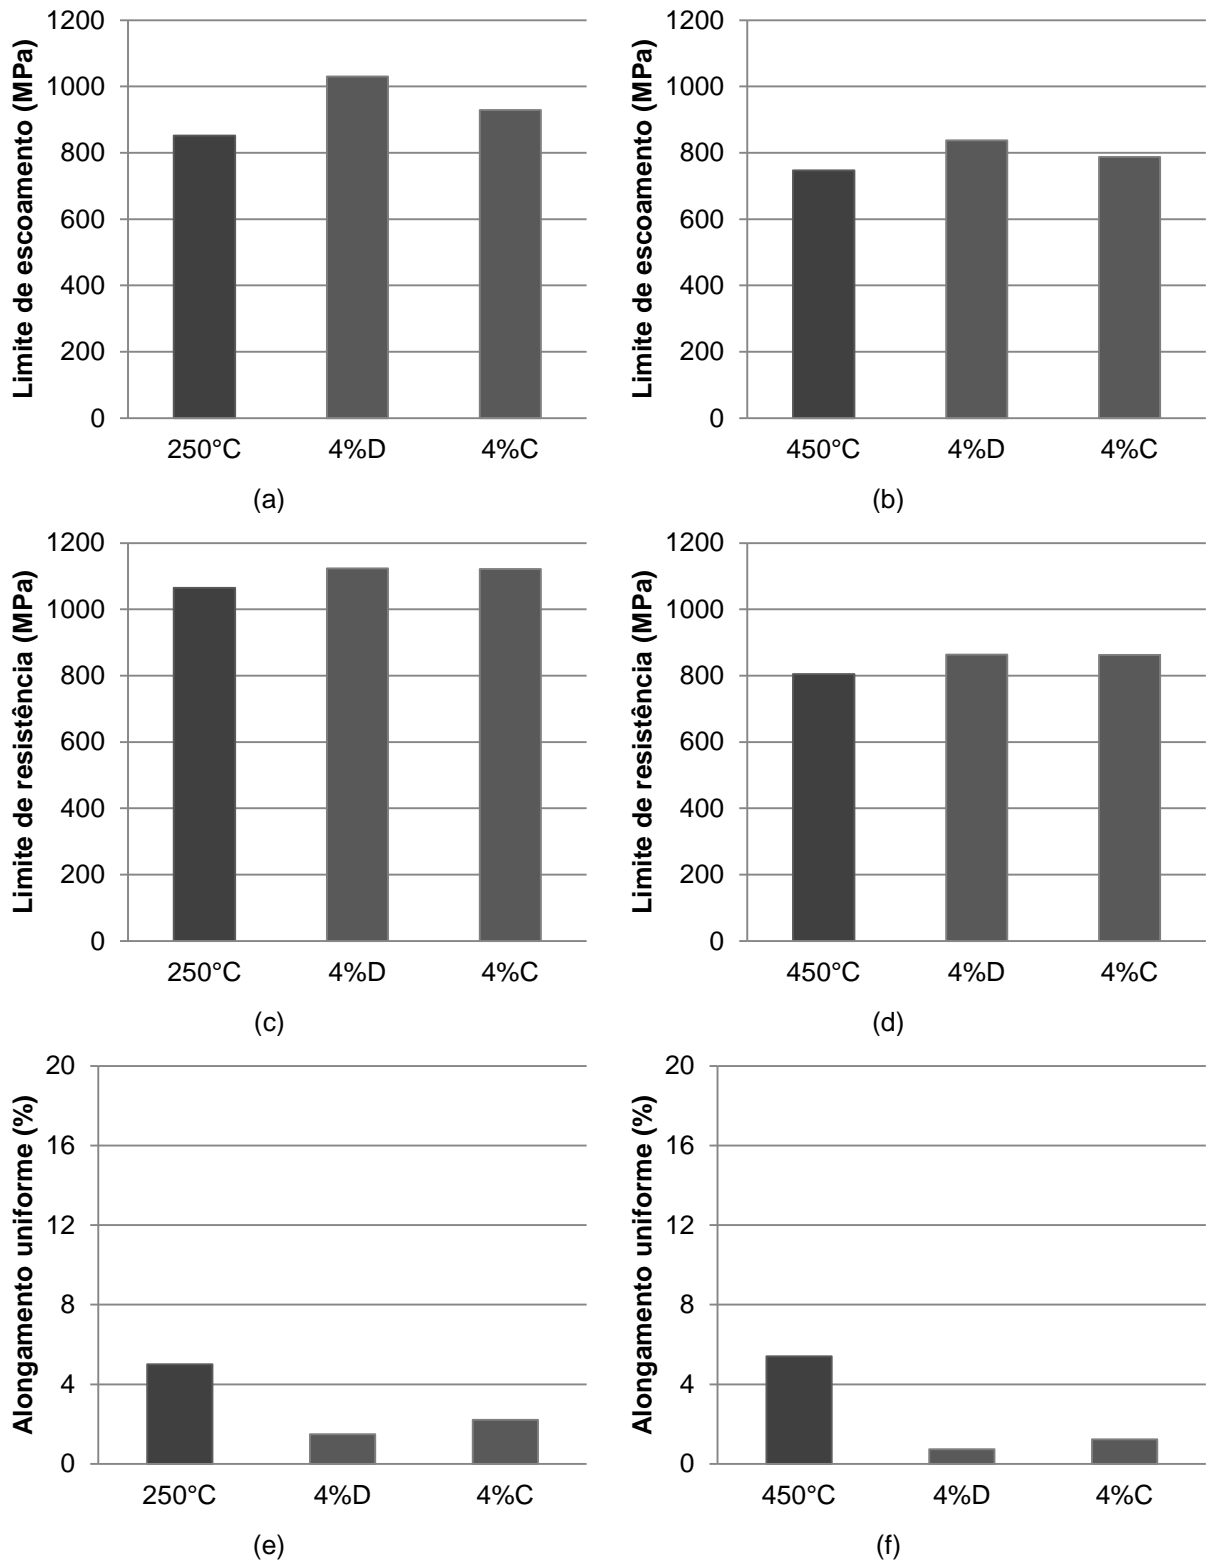 Limite de escoamento (MPa)
1200
1000
800
600
400
200
0
250°C 4%D 4%C
(a)
Limite de escoamento (MPa)
1200
1000
800
600
400
200
0
450°C 4%D 4%C
(b)
Limite de resistência (MPa)
1200
1000
800
600
400
200
0
250°C 4%D 4%C
(c)
Limite de resistência (MPa)
1200
1000
800
600
400
200
0
450°C 4%D 4%C
(d)
Alongamento uniforme (%)
20
16
12
8
4
0
250°C 4%D 4%C
(e)
Alongamento uniforme (%)
20
16
12
8
4
0
450°C 4%D 4%C
(f)